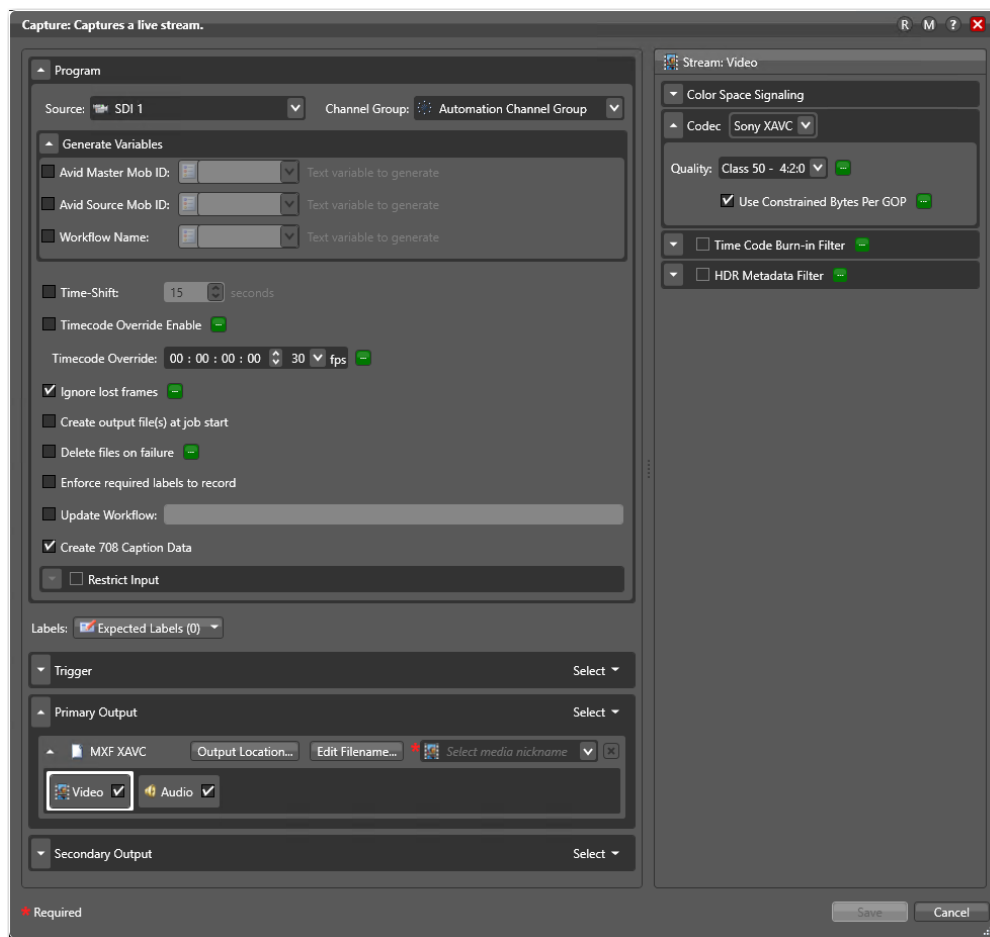 Capture: Captures a live stream.
R M ?
Program
Source: SDI 1 Channel Group: Automation Channel Group
Generate Variables
Avid Master Mob ID: Text variable to generate
Avid Source Mob ID: Text variable to generate
Workflow Name: Text variable to generate
Time-Shift: 15 seconds
Timecode Override Enable
Timecode Override: 00 : 00 : 00 : 00 30 fps
Ignore lost frames
Create output file(s) at job start
Delete files on failure
Enforce required labels to record
Update Workflow:
Create 708 Caption Data
Restrict Input
Labels: Expected Labels (0)
Trigger Select
Primary Output Select
MXF XAVC Output Location... Edit Filename... * Select media nickname
Video Audio
Secondary Output Select
* Required
Stream: Video
Color Space Signaling
Codec Sony XAVC
Quality: Class 50 - 4:2:0
Use Constrained Bytes Per GOP
Time Code Burn-in Filter
HDR Metadata Filter
Save Cancel